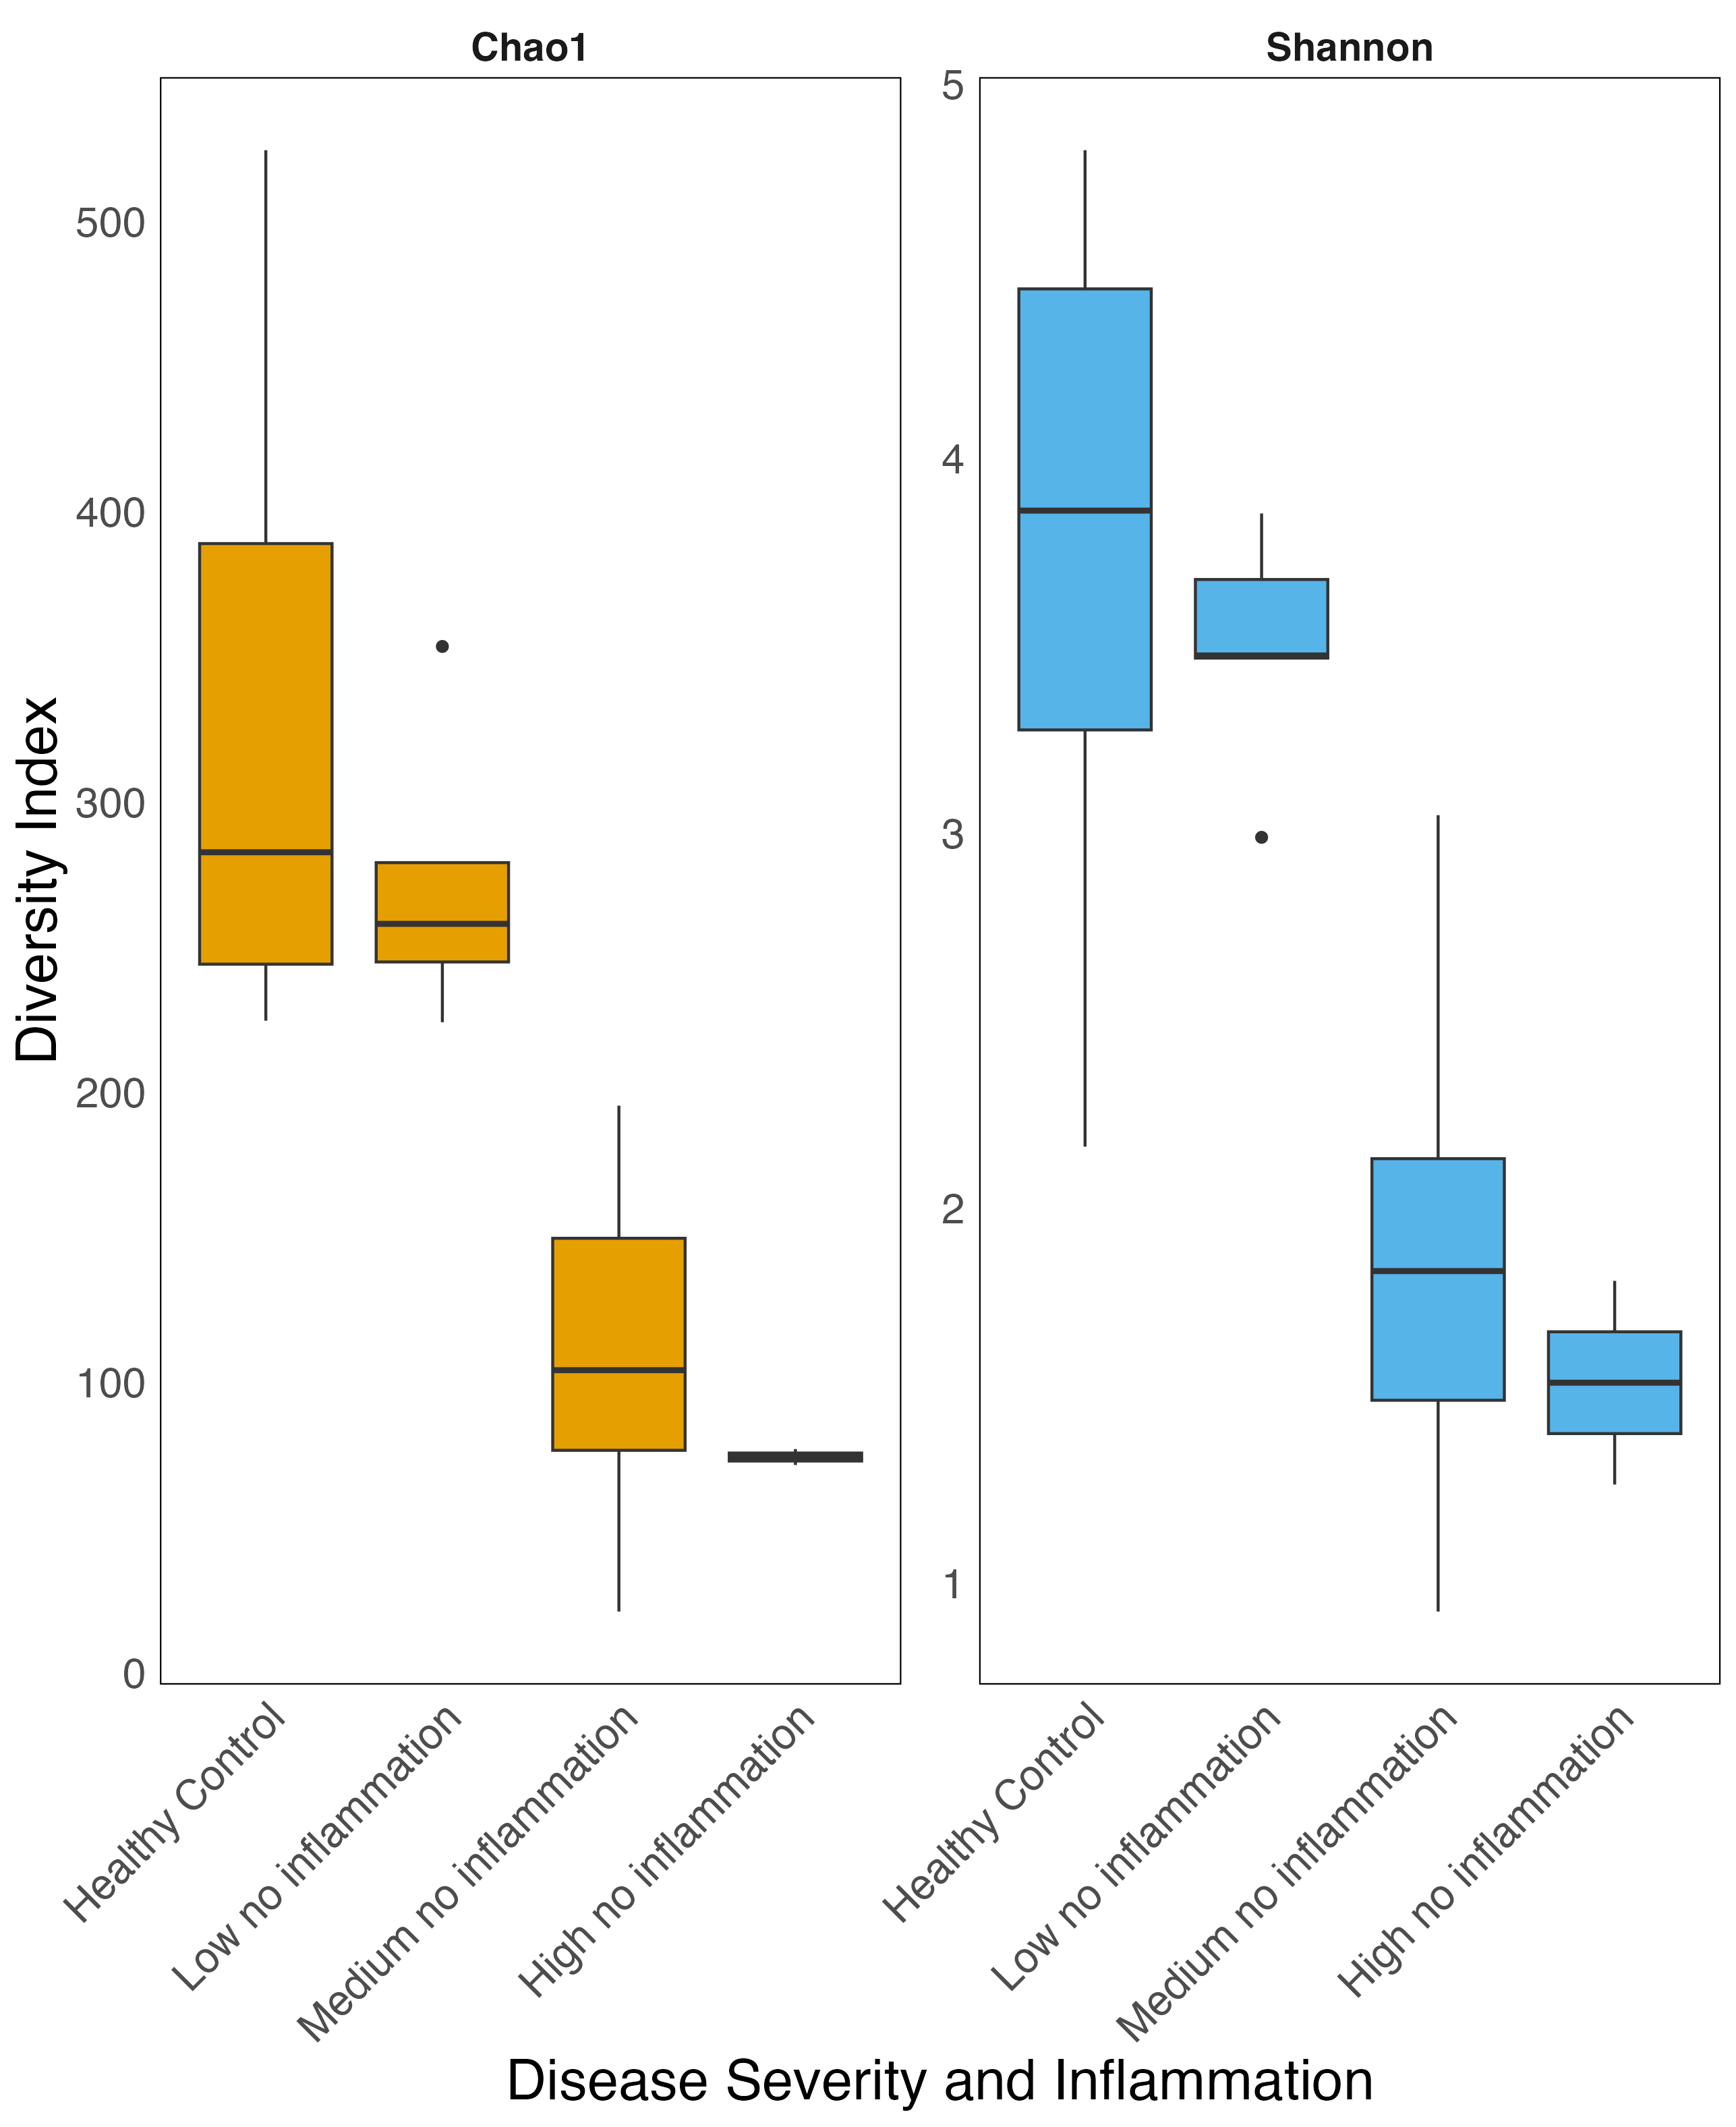 Chao1
Shannon
Diversity Index
500
400
300
200
100
0
5
4
3
2
1
Healthy Control
Low no inflammation
Medium no inflammation
High no inflammation
Healthy Control
Low no inflammation
Medium no inflammation
High no inflammation
Disease Severity and Inflammation